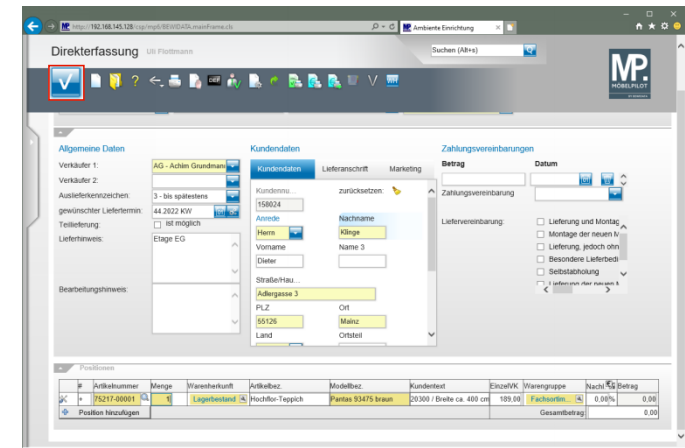 http://192.168.145.128/csp/mp6/BEWIDATA.mainFrame.cls
Ambiente Einrichtung
Direkterfassung Ulli Flottmann
Suchen (Alt+s)
MP.
MÖBELPILOT
Allgemeine Daten
Verkäufer 1: AG - Achim Grundmann
Verkäufer 2:
Auslieferkennzeichen: 3 - bis spätestens
gewünschter Liefertermin: 44.2022 KW
Teillieferung: ist möglich
Lieferhinweis: Etage EG
Bearbeitungshinweis:
Kundendaten
Kundendaten Lieferanschrift Marketing
Kundennu... zurücksetzen:
158024
Anrede Nachname
Herrn Klinge
Vorname Name 3
Dieter
Straße/Hau...
Adlergasse 3
PLZ Ort
55126 Mainz
Land Ortsteil
Zahlungsvereinbarungen
Betrag Datum
Zahlungsvereinbarung
Liefervereinbarung: Lieferung und Montag
Montage der neuen M
Lieferung, jedoch ohn
Besondere Lieferbedi
Selbstabholung
Lieferung der neuen M
Positionen
# Artikelnummer Menge Warenherkunft Artikelbez. Modellbez. Kundentext EinzelVK Warengruppe Nachl. Betrag
+ 75217-00001 1 Lagerbestand Hochflor-Teppich Pantas 93475 braun 20300 / Breite ca. 400 cm 189,00 Fachsortim... 0,00% 0,00
Position hinzufügen Gesamtbetrag 0,00